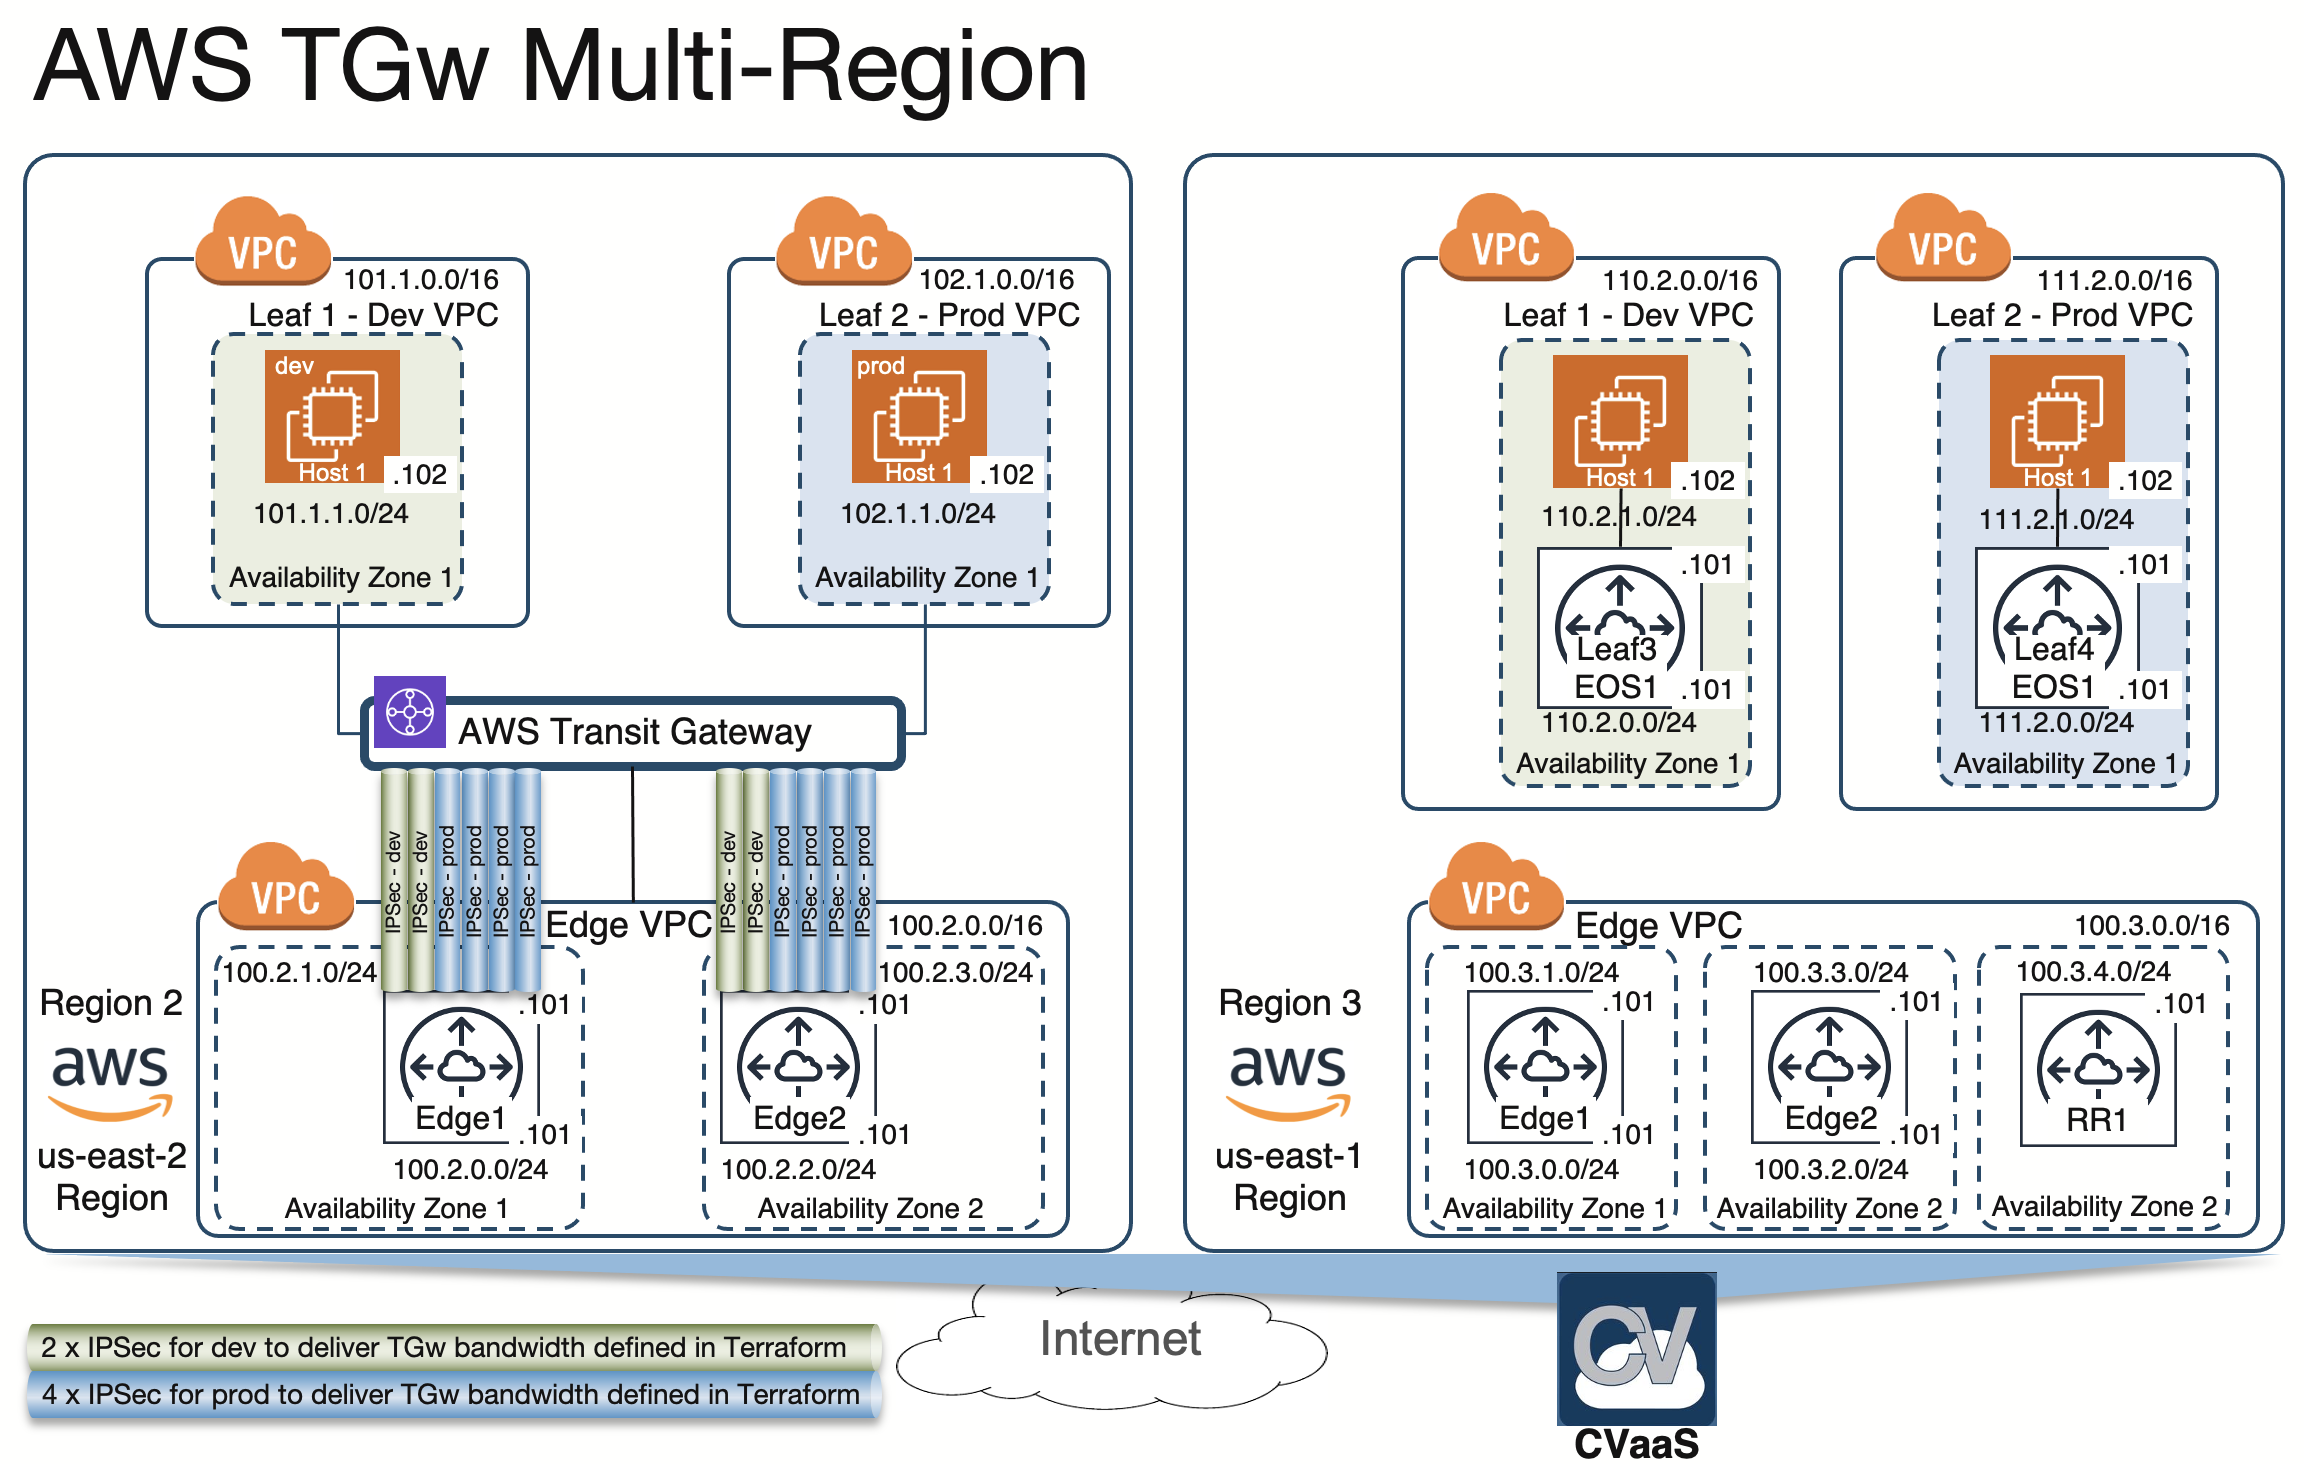 AWS TGw Multi-Region
VPC
101.1.0.0/16
Leaf 1 - Dev VPC
dev
Host 1
.102
101.1.1.0/24
Availability Zone 1
VPC
102.1.0.0/16
Leaf 2 - Prod VPC
prod
Host 1
.102
102.1.1.0/24
Availability Zone 1
AWS Transit Gateway
IPSec - dev
IPSec - dev
IPSec - prod
IPSec - prod
IPSec - prod
IPSec - prod
IPSec - dev
IPSec - dev
IPSec - prod
IPSec - prod
IPSec - prod
IPSec - prod
VPC
Edge VPC
100.2.0.0/16
100.2.1.0/24
.101
Edge1
.101
100.2.0.0/24
Availability Zone 1
100.2.3.0/24
.101
Edge2
.101
100.2.2.0/24
Availability Zone 2
Region 2
aws
us-east-2
Region
VPC
110.2.0.0/16
Leaf 1 - Dev VPC
Host 1
.102
110.2.1.0/24
.101
Leaf3
EOS1
.101
110.2.0.0/24
Availability Zone 1
VPC
111.2.0.0/16
Leaf 2 - Prod VPC
Host 1
.102
111.2.1.0/24
.101
Leaf4
EOS1
.101
111.2.0.0/24
Availability Zone 1
VPC
Edge VPC
100.3.0.0/16
100.3.1.0/24
.101
Edge1
.101
100.3.0.0/24
Availability Zone 1
100.3.3.0/24
.101
Edge2
.101
100.3.2.0/24
Availability Zone 2
100.3.4.0/24
.101
RR1
Availability Zone 2
Region 3
aws
us-east-1
Region
2 x IPSec for dev to deliver TGw bandwidth defined in Terraform
4 x IPSec for prod to deliver TGw bandwidth defined in Terraform
Internet
CV
CVaaS